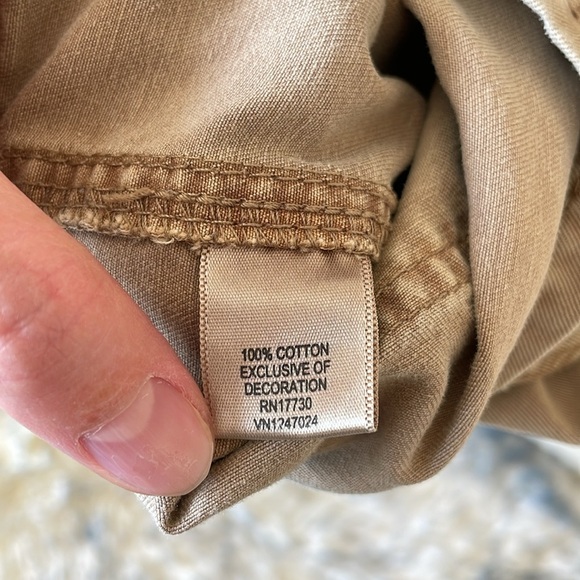 100% COTTON
EXCLUSIVE OF
DECORATION
RN17730
VN1247024